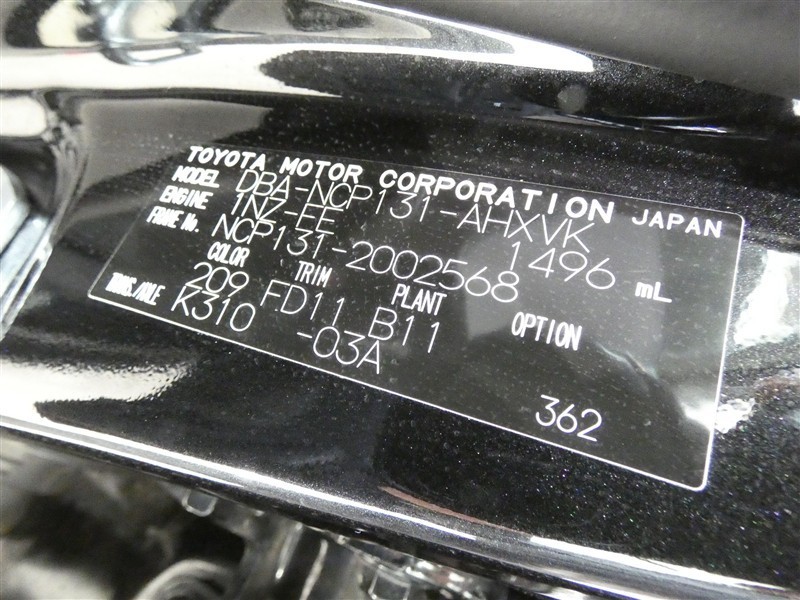 TOYOTA MOTOR CORPORATION JAPAN
MODEL DBA-NCP131-AHXVK
ENGINE 1NZ-FE 1496 mL
FRAME No. NCP131-2002568
COLOR TRIM PLANT OPTION
209 FD11 B11
TRNS./AXLE K310 -03A
362